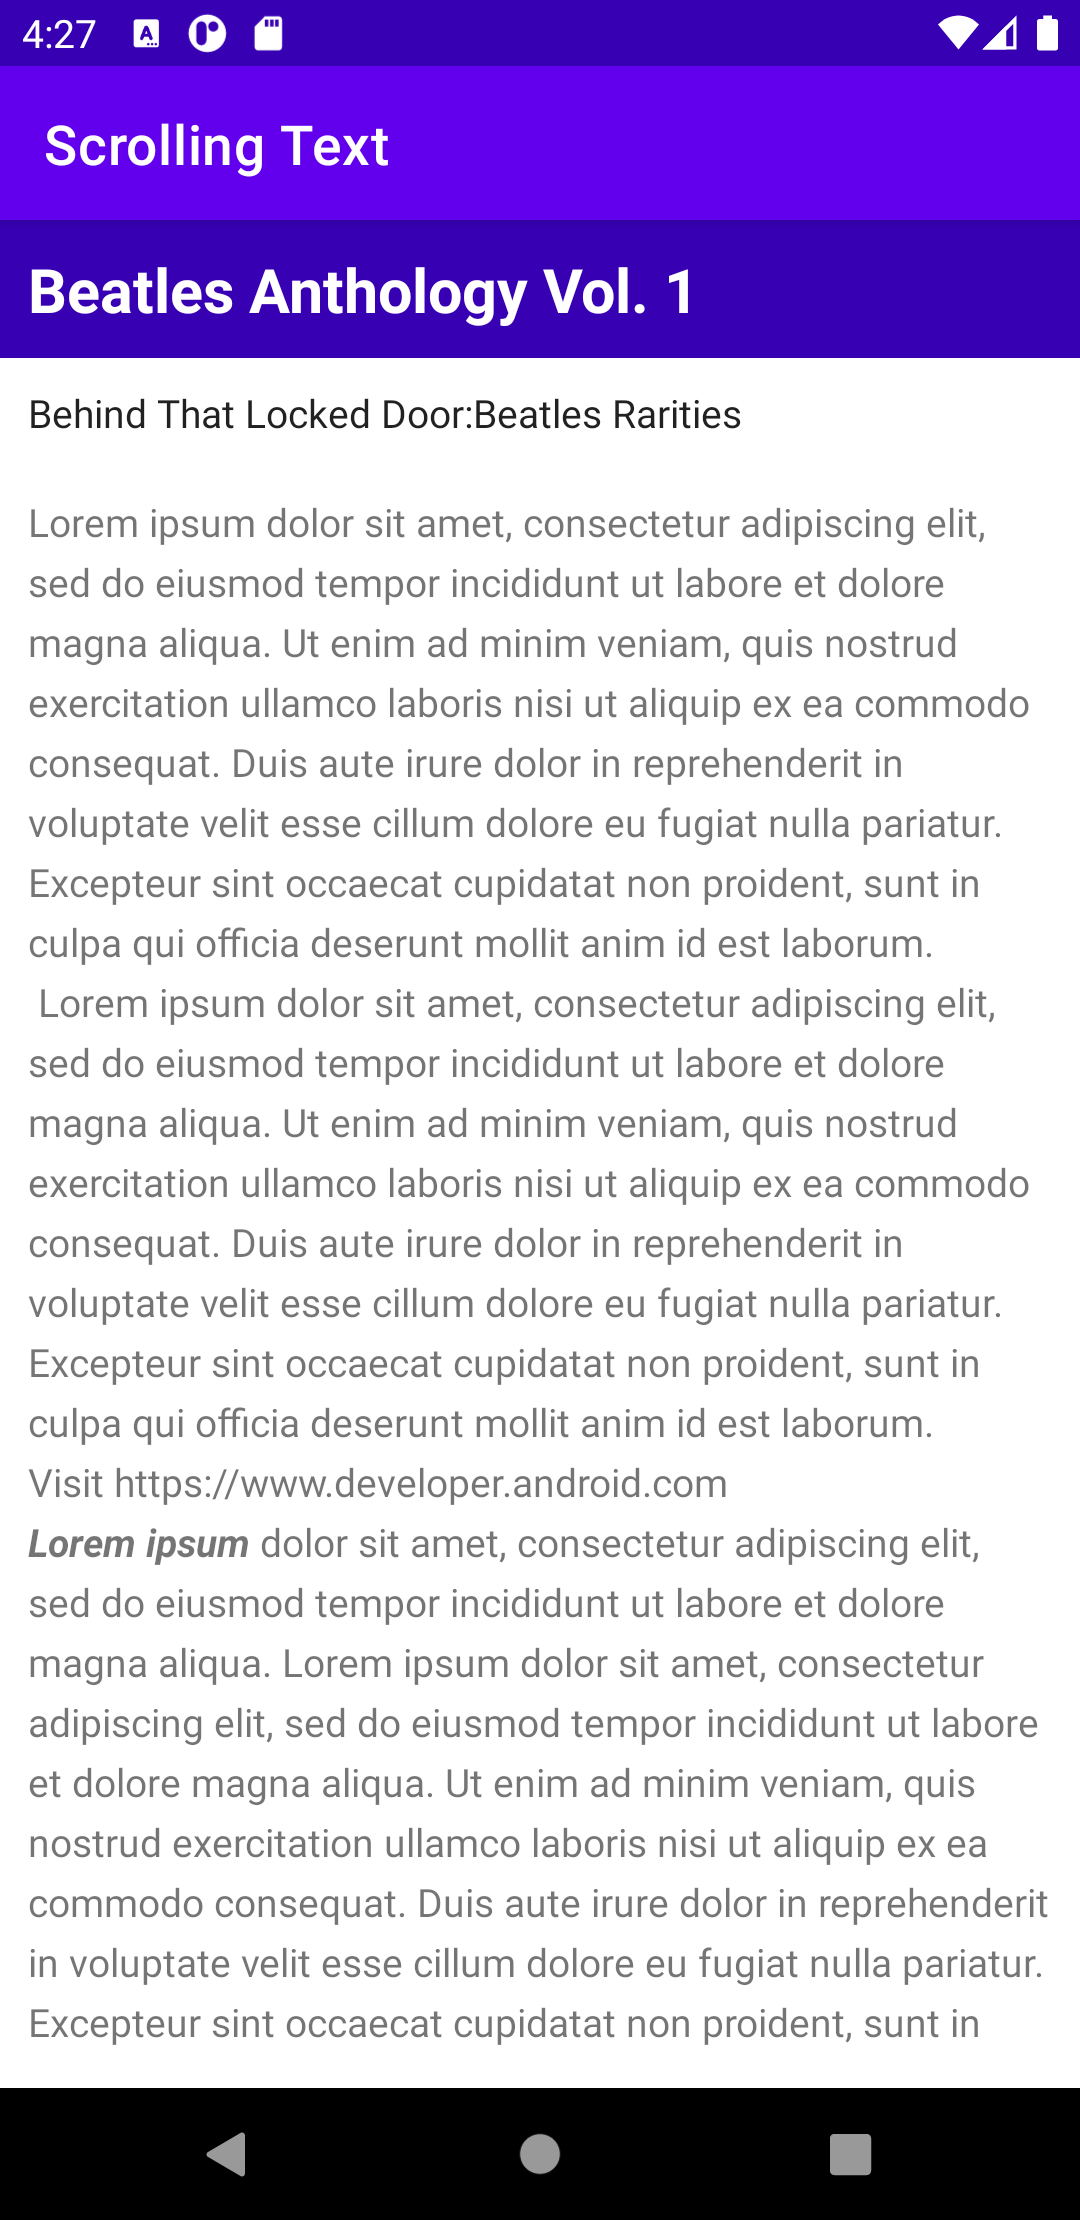 4:27
Scrolling Text
Beatles Anthology Vol. 1
Behind That Locked Door:Beatles Rarities
Lorem ipsum dolor sit amet, consectetur adipiscing elit,
sed do eiusmod tempor incididunt ut labore et dolore
magna aliqua. Ut enim ad minim veniam, quis nostrud
exercitation ullamco laboris nisi ut aliquip ex ea commodo
consequat. Duis aute irure dolor in reprehenderit in
voluptate velit esse cillum dolore eu fugiat nulla pariatur.
Excepteur sint occaecat cupidatat non proident, sunt in
culpa qui officia deserunt mollit anim id est laborum.
Lorem ipsum dolor sit amet, consectetur adipiscing elit,
sed do eiusmod tempor incididunt ut labore et dolore
magna aliqua. Ut enim ad minim veniam, quis nostrud
exercitation ullamco laboris nisi ut aliquip ex ea commodo
consequat. Duis aute irure dolor in reprehenderit in
voluptate velit esse cillum dolore eu fugiat nulla pariatur.
Excepteur sint occaecat cupidatat non proident, sunt in
culpa qui officia deserunt mollit anim id est laborum.
Visit https://www.developer.android.com
Lorem ipsum dolor sit amet, consectetur adipiscing elit,
sed do eiusmod tempor incididunt ut labore et dolore
magna aliqua. Lorem ipsum dolor sit amet, consectetur
adipiscing elit, sed do eiusmod tempor incididunt ut labore
et dolore magna aliqua. Ut enim ad minim veniam, quis
nostrud exercitation ullamco laboris nisi ut aliquip ex ea
commodo consequat. Duis aute irure dolor in reprehenderit
in voluptate velit esse cillum dolore eu fugiat nulla pariatur.
Excepteur sint occaecat cupidatat non proident, sunt in